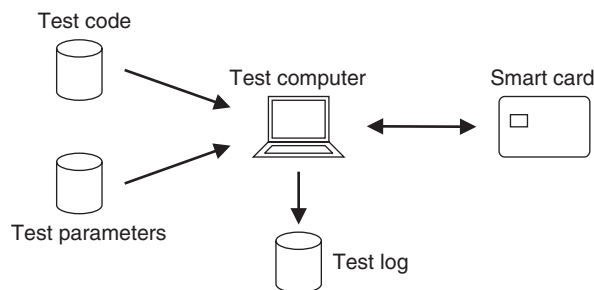 Test code
Test computer
Smart card
Test parameters
Test log